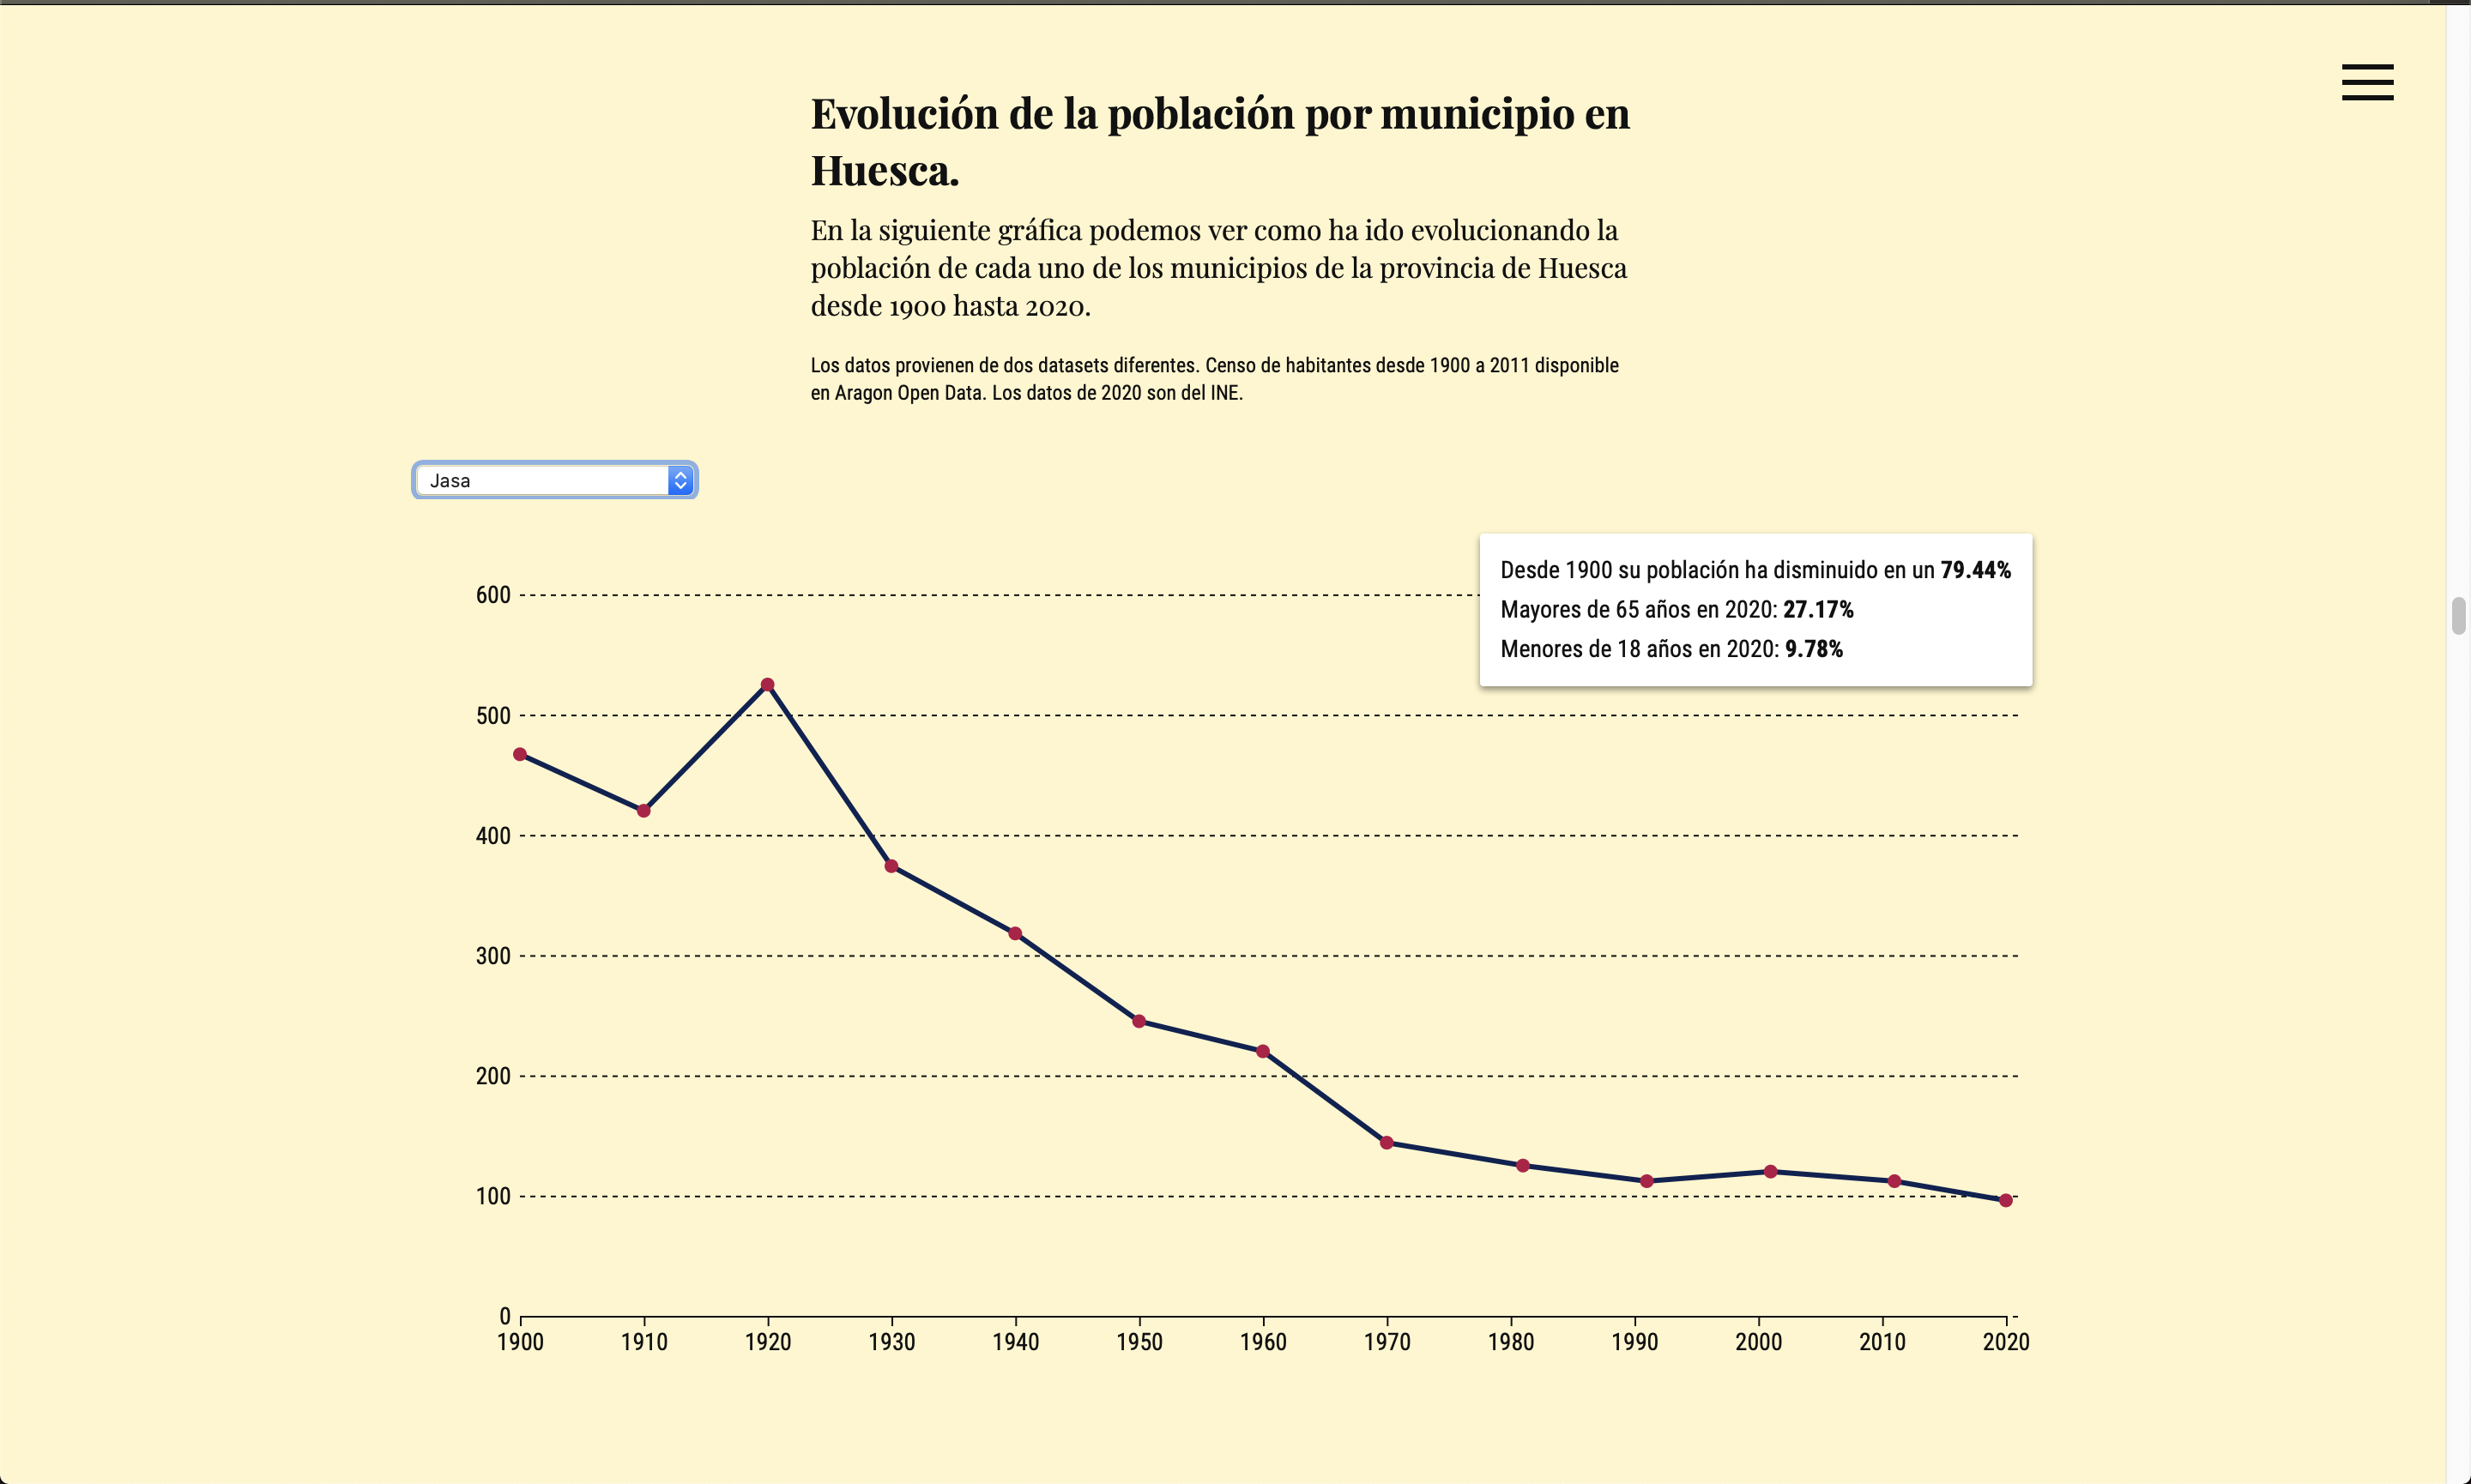 Evolución de la población por municipio en
Huesca.
En la siguiente gráfica podemos ver como ha ido evolucionando la
población de cada uno de los municipios de la provincia de Huesca
desde 1900 hasta 2020.
Los datos provienen de dos datasets diferentes. Censo de habitantes desde 1900 a 2011 disponible
en Aragon Open Data. Los datos de 2020 son del INE.
Jasa
Desde 1900 su población ha disminuido en un 79.44%
Mayores de 65 años en 2020: 27.17%
Menores de 18 años en 2020: 9.78%
600
500
400
300
200
100
0
1900 1910 1920 1930 1940 1950 1960 1970 1980 1990 2000 2010 2020